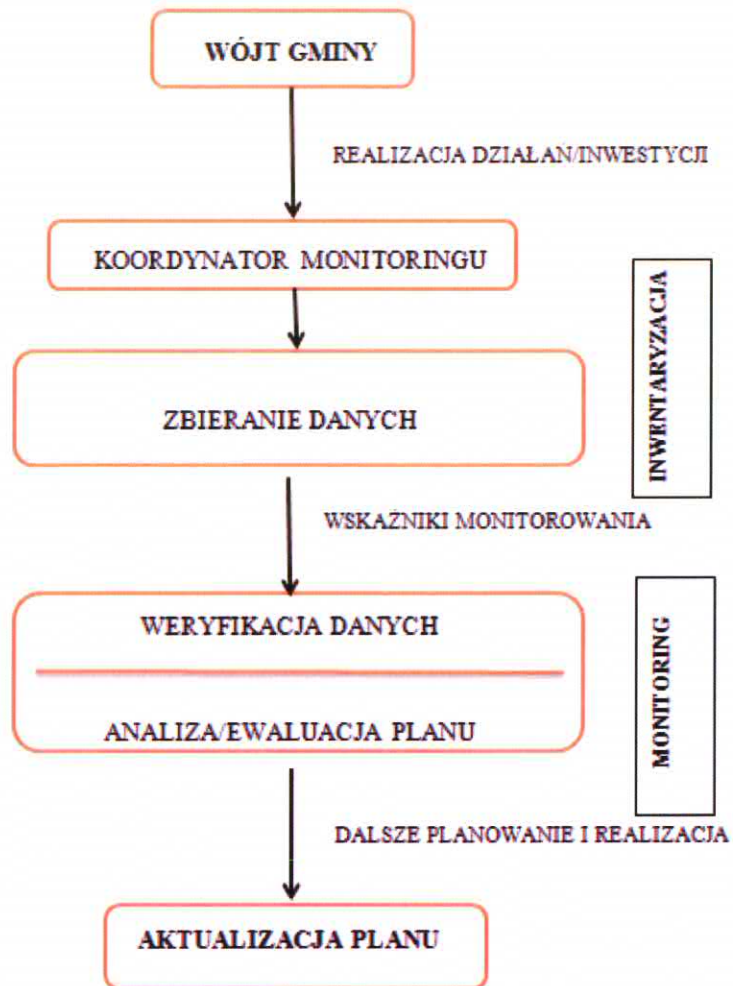 WÓJT GMINY
REALIZACJA DZIAŁAŃ/INWESTYCJI
KOORDYNATOR MONITORINGU
INWENTARYZACJA
ZBIERANIE DANYCH
WSKAŹNIKI MONITOROWANIA
WERYFIKACJA DANYCH
MONITORING
ANALIZA/EWALUACJA PLANU
DALSZE PLANOWANIE I REALIZACJA
AKTUALIZACJA PLANU